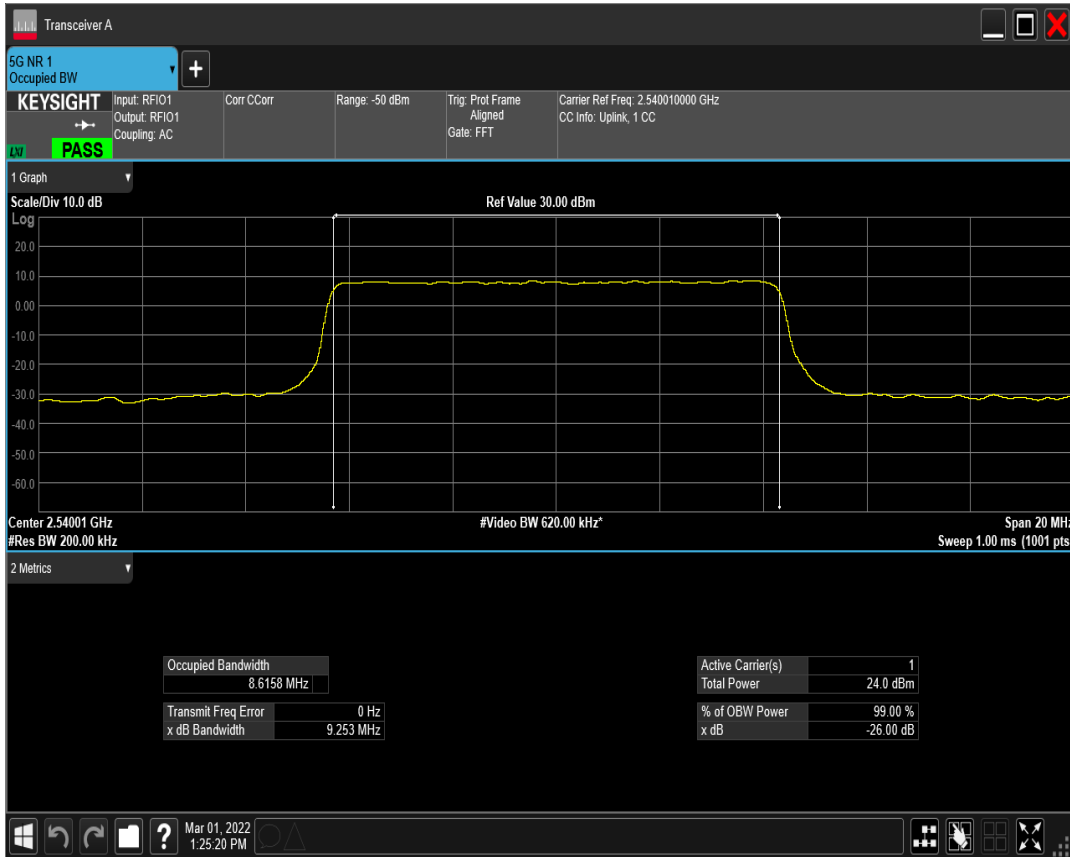 Transceiver A
5G NR 1
Occupied BW
+
KEYSIGHT
LXI
PASS
Input: RFIO1
Output: RFIO1
Coupling: AC
Corr CCorr
Range: -50 dBm
Trig: Prot Frame
Aligned
Gate: FFT
Carrier Ref Freq: 2.540010000 GHz
CC Info: Uplink, 1 CC
1 Graph
Scale/Div 10.0 dB
Ref Value 30.00 dBm
Log
20.0
10.0
0.00
-10.0
-20.0
-30.0
-40.0
-50.0
-60.0
Center 2.54001 GHz
#Video BW 620.00 kHz*
Span 20 MHz
#Res BW 200.00 kHz
Sweep 1.00 ms (1001 pts
2 Metrics
Occupied Bandwidth
8.6158 MHz
Transmit Freq Error 0 Hz
x dB Bandwidth 9.253 MHz
Active Carrier(s) 1
Total Power 24.0 dBm
% of OBW Power 99.00 %
x dB -26.00 dB
?
Mar 01, 2022
1:25:20 PM